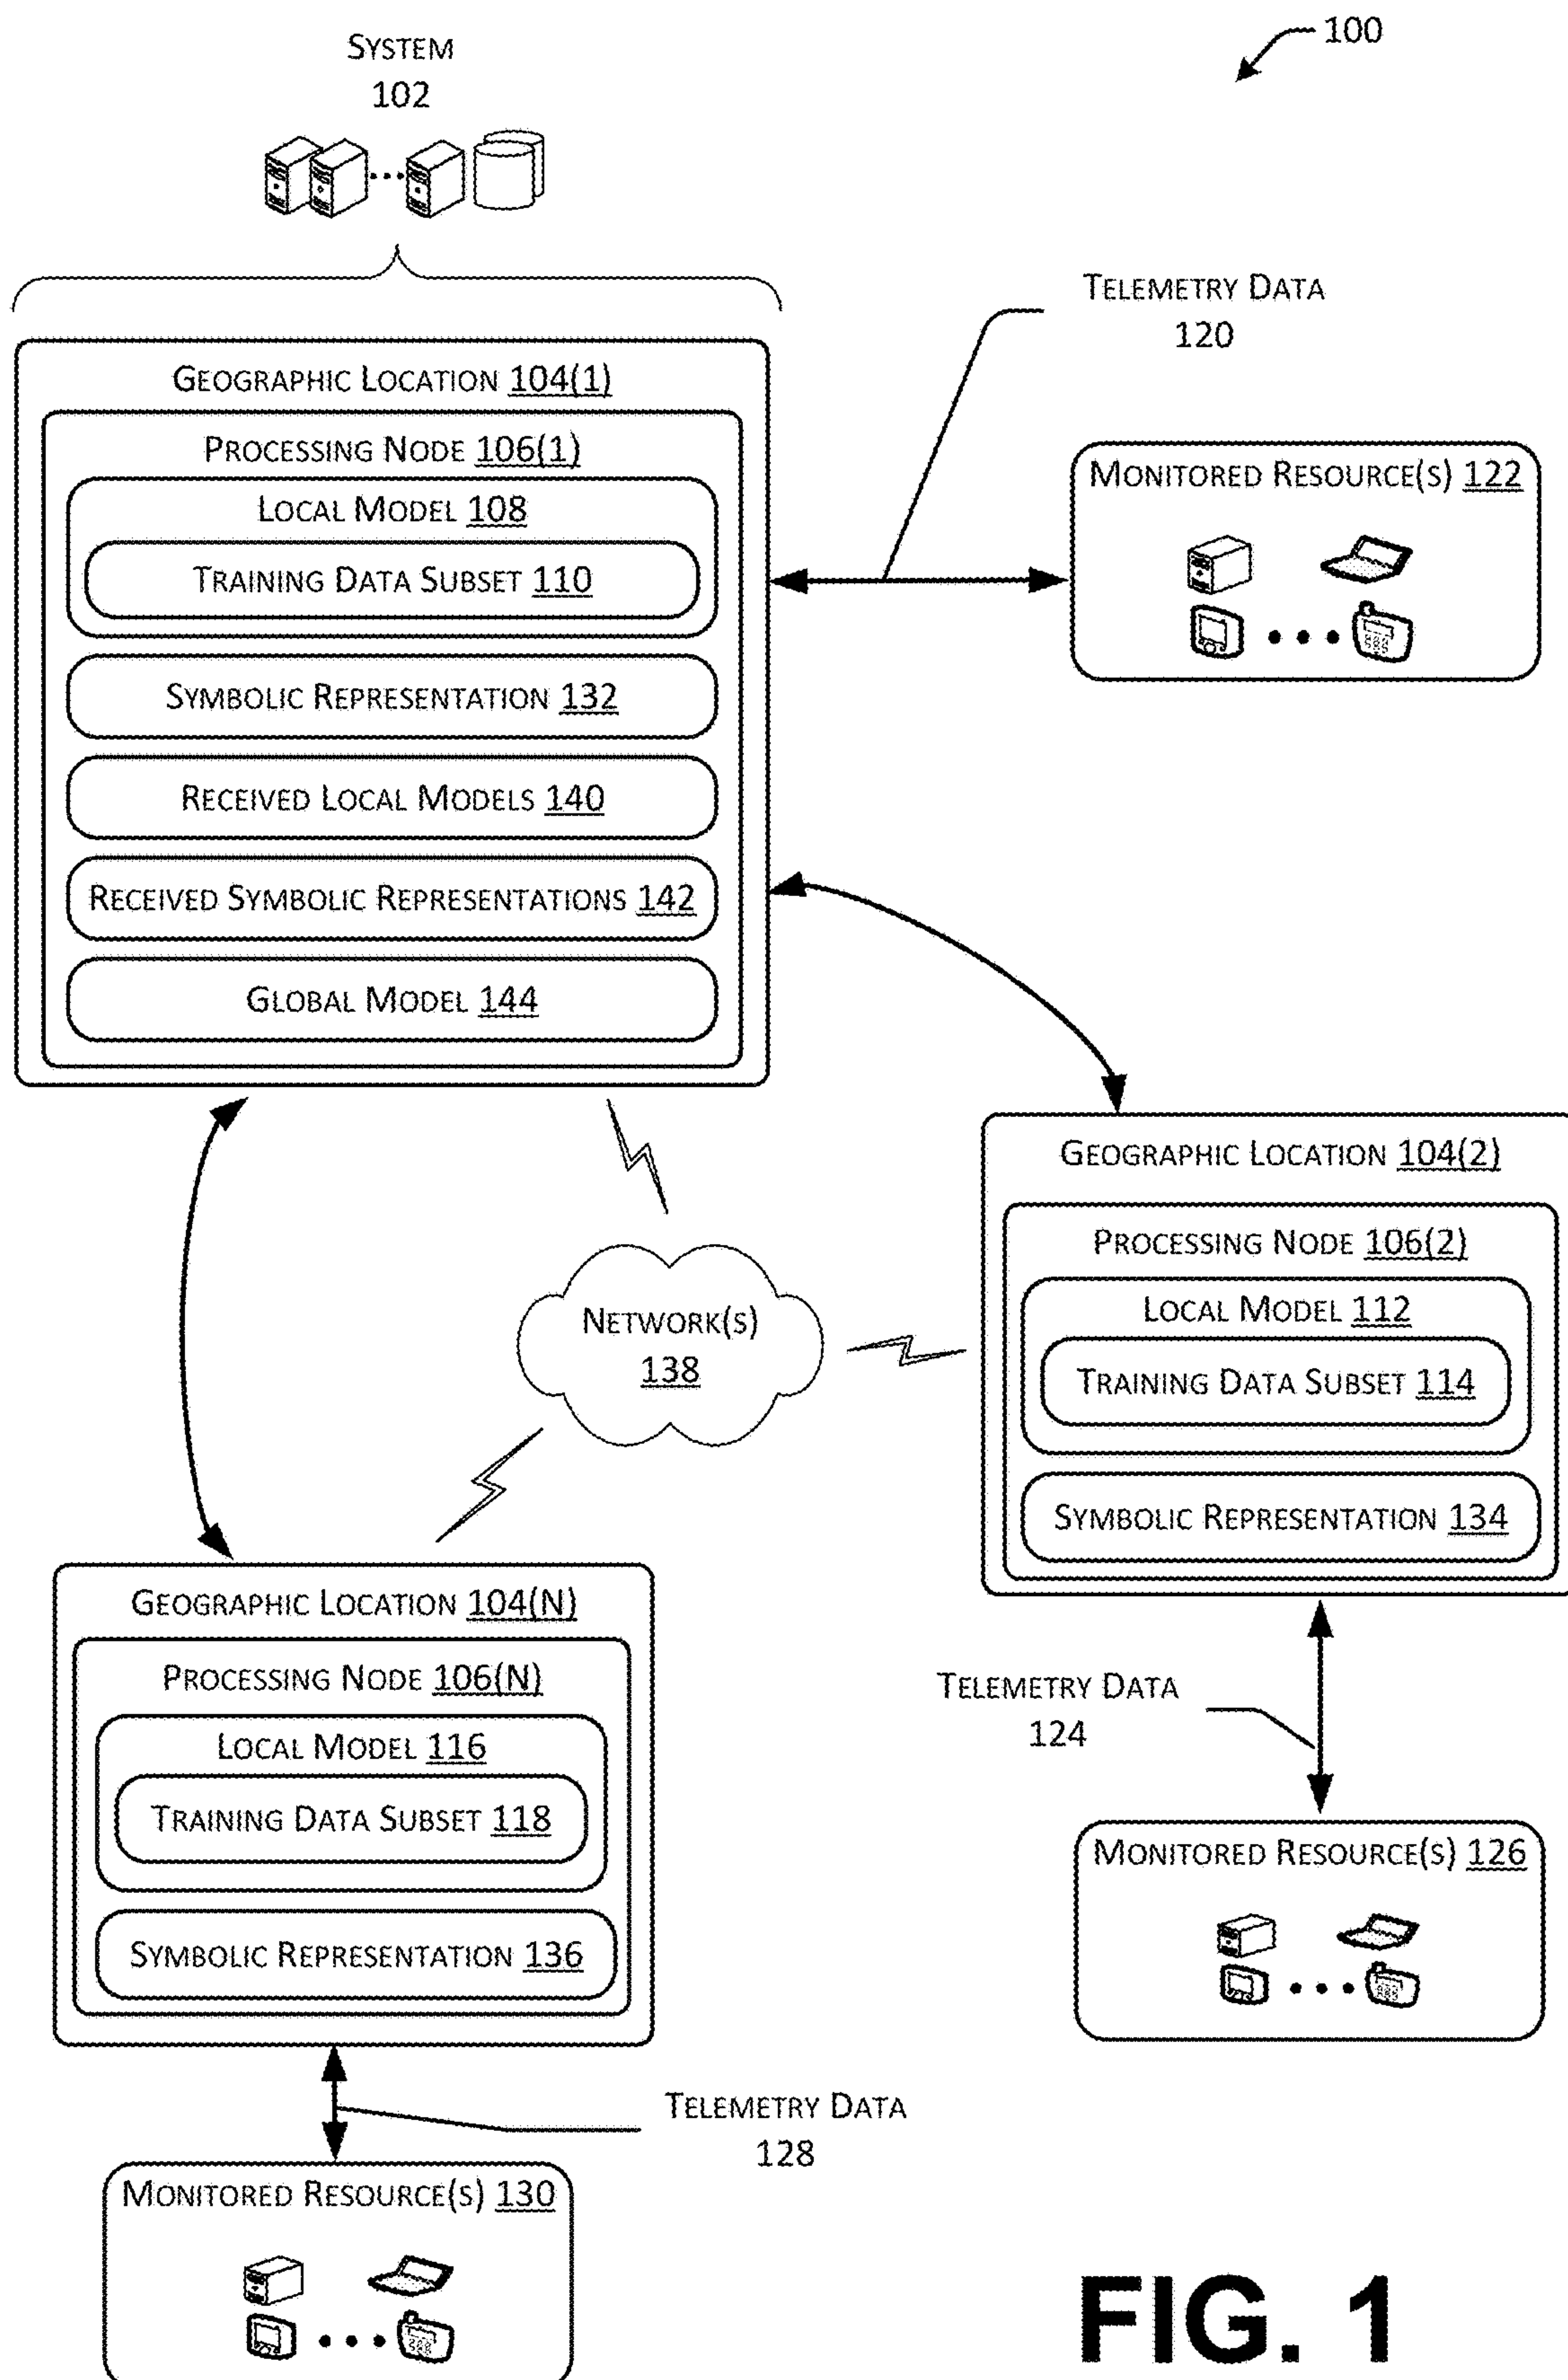 100
SYSTEM
102
TELEMETRY DATA
120
GEOGRAPHIC LOCATION 104(1)
PROCESSING NODE 106(1)
LOCAL MODEL 108
TRAINING DATA SUBSET 110
SYMBOLIC REPRESENTATION 132
RECEIVED LOCAL MODELS 140
RECEIVED SYMBOLIC REPRESENTATIONS 142
GLOBAL MODEL 144
MONITORED RESOURCE(S) 122
GEOGRAPHIC LOCATION 104(2)
PROCESSING NODE 106(2)
LOCAL MODEL 112
TRAINING DATA SUBSET 114
SYMBOLIC REPRESENTATION 134
NETWORK(S)
138
GEOGRAPHIC LOCATION 104(N)
PROCESSING NODE 106(N)
LOCAL MODEL 116
TRAINING DATA SUBSET 118
SYMBOLIC REPRESENTATION 136
TELEMETRY DATA
124
MONITORED RESOURCE(S) 126
TELEMETRY DATA
128
MONITORED RESOURCE(S) 130
FIG. 1